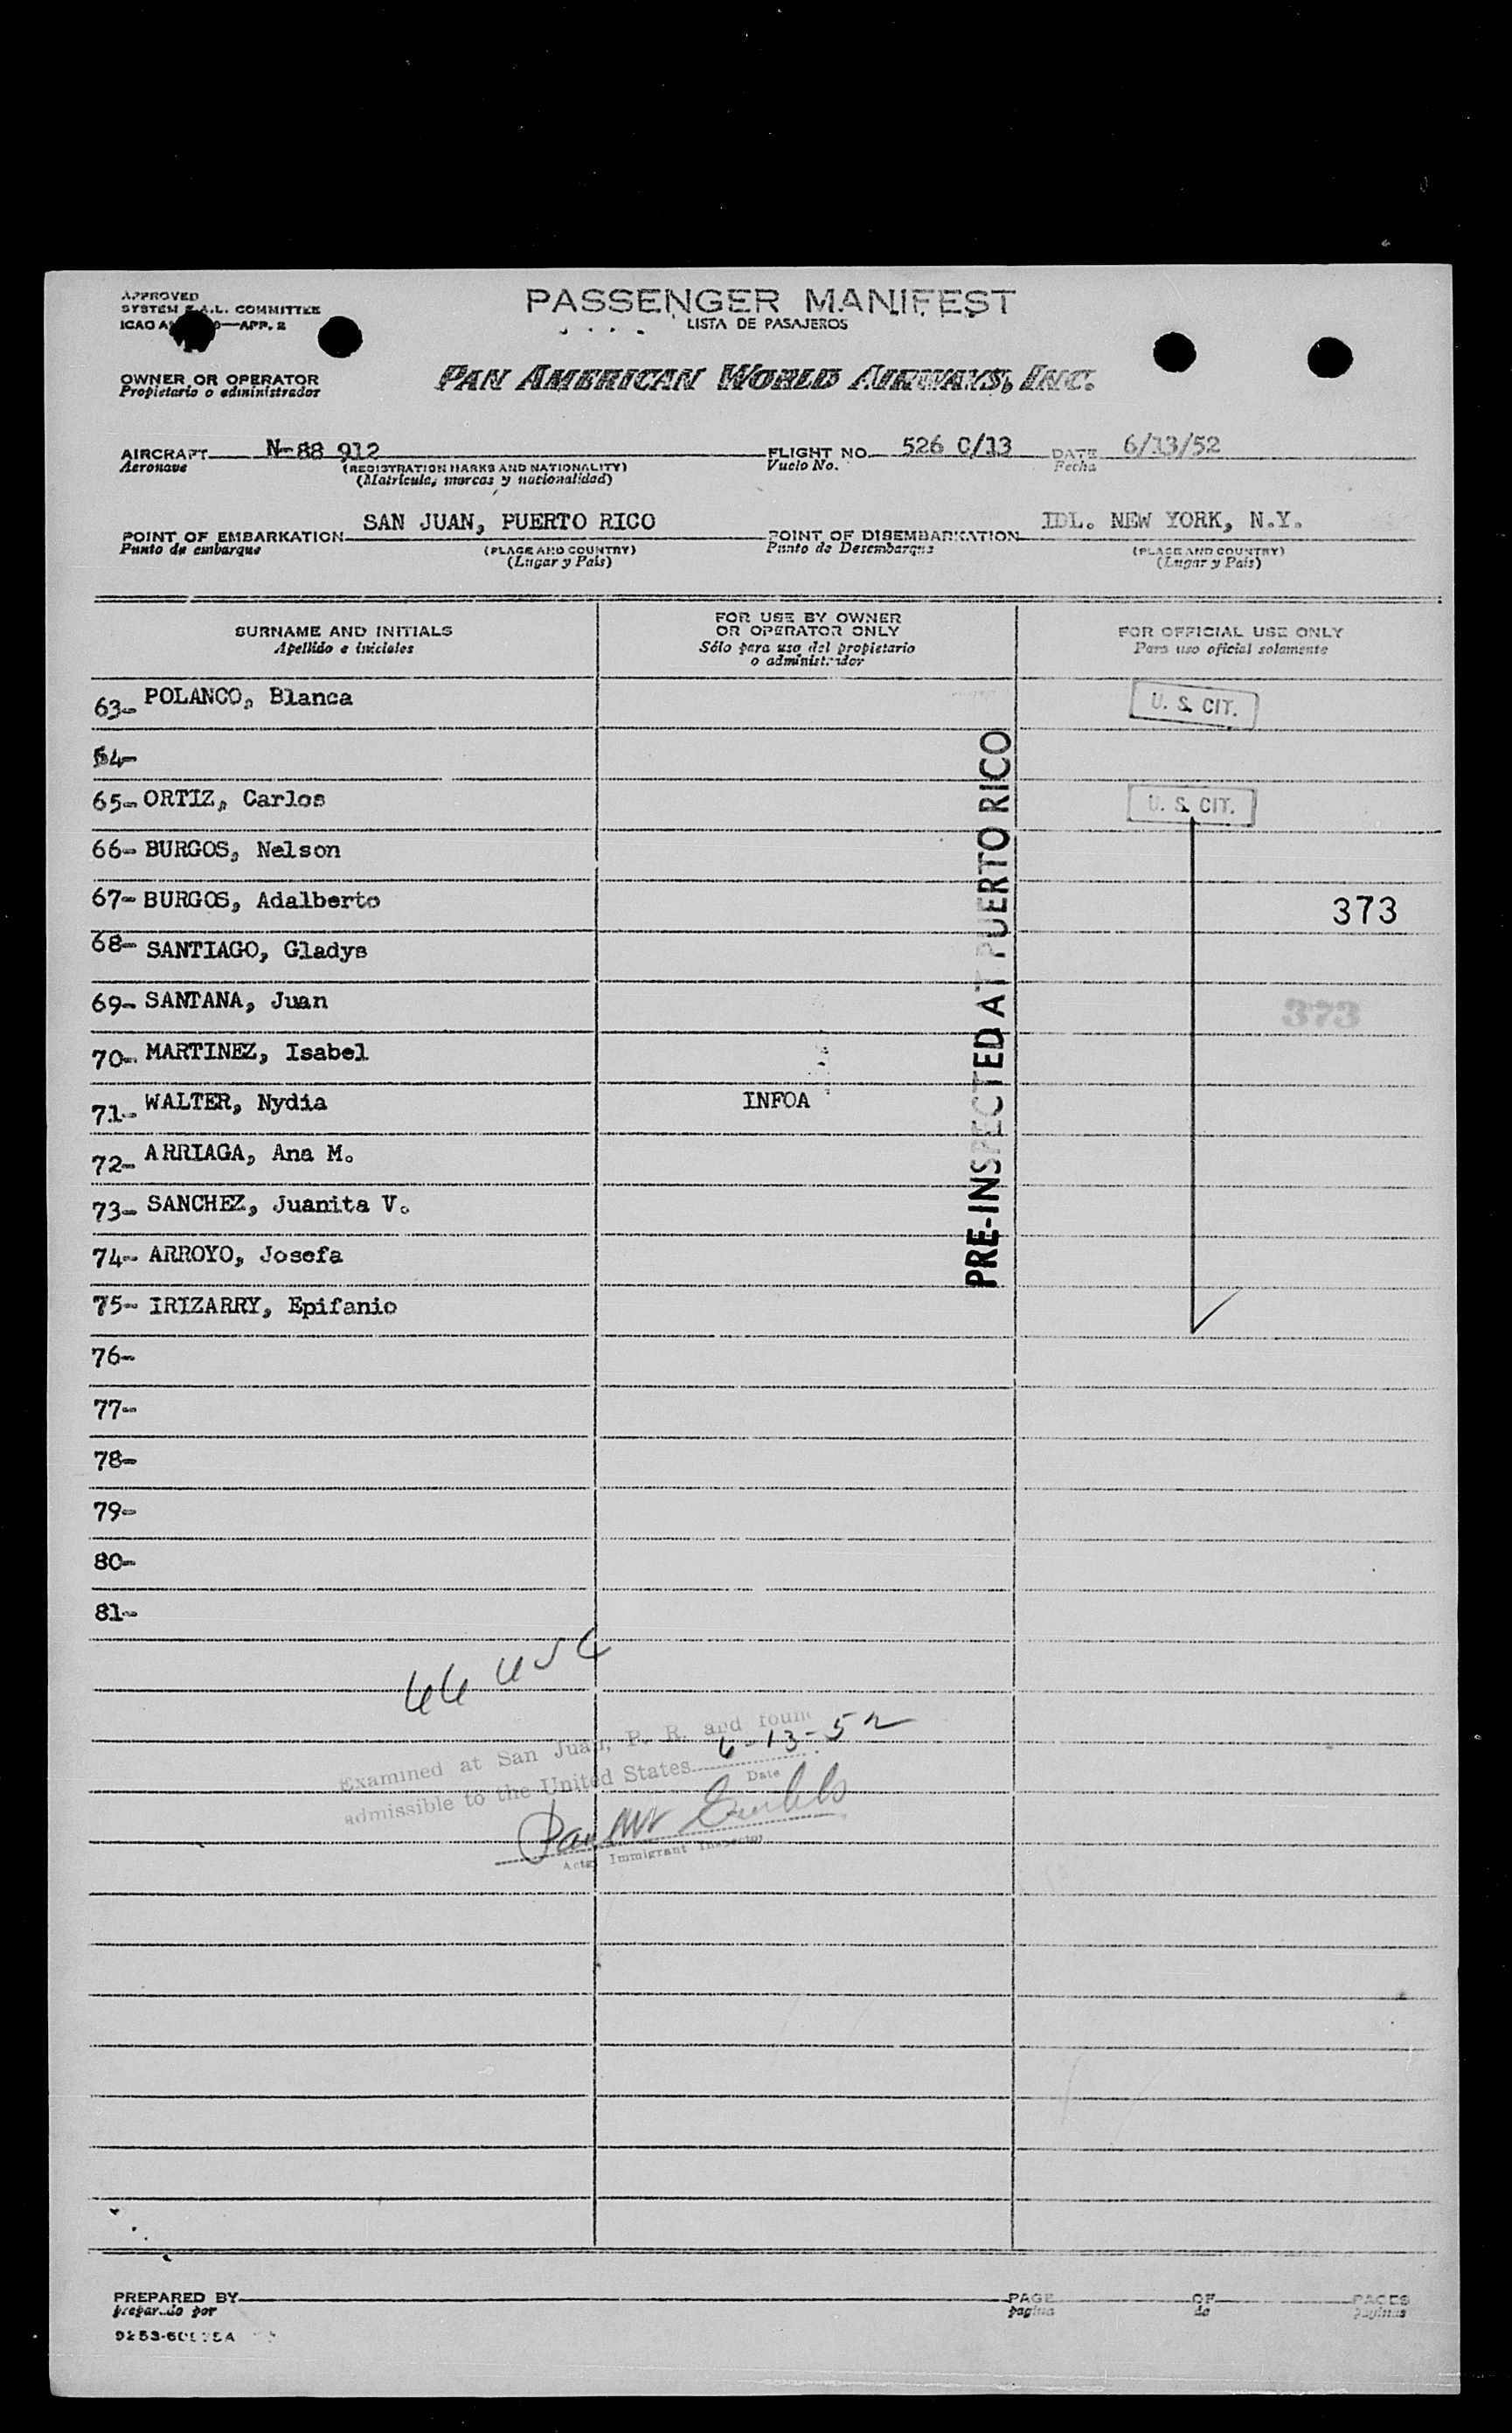 APPROVED
SYSTEM F.A.L. COMMITTEE
ICAO APP. 2
PASSENGER MANIFEST
LISTA DE PASAJEROS
OWNER OR OPERATOR
Propietario o administrador
PAN AMERICAN WORLD AIRWAYS, INC.
AIRCRAFT N-88 912 FLIGHT NO. 526 C/13 DATE 6/13/52
Aeronave (REGISTRATION MARKS AND NATIONALITY) Vuelo No. Fecha
(Matricula, marcas y nacionalidad)
POINT OF EMBARKATION SAN JUAN, PUERTO RICO POINT OF DISEMBARKATION IDL. NEW YORK, N.Y.
Punto de embarque (PLACE AND COUNTRY) Punto de Desembarque (PLACE AND COUNTRY)
(Lugar y País) (Lugar y País)
SURNAME AND INITIALS
Apellido e iniciales
FOR USE BY OWNER
OR OPERATOR ONLY
Sólo para uso del propietario
o administrador
FOR OFFICIAL USE ONLY
Para uso oficial solamente
63- POLANCO, Blanca U. S. CIT.
64-
65- ORTIZ, Carlos U. S. CIT.
66- BURGOS, Nelson
67- BURGOS, Adalberto 373
68- SANTIAGO, Gladys
69- SANTANA, Juan 373
70- MARTINEZ, Isabel
71- WALTER, Nydia INFOA
72- ARRIAGA, Ana M.
73- SANCHEZ, Juanita V.
74- ARROYO, Josefa
75- IRIZARRY, Epifanio
PRE-INSPECTED AT PUERTO RICO
76-
77-
78-
79-
80-
81-
66 USC
Examined at San Juan, P. R. and found
admissible to the United States 6-13-52
Date
Actg. Immigrant Inspector
PREPARED BY PAGE OF PAGES
preparado por pagina de paginas